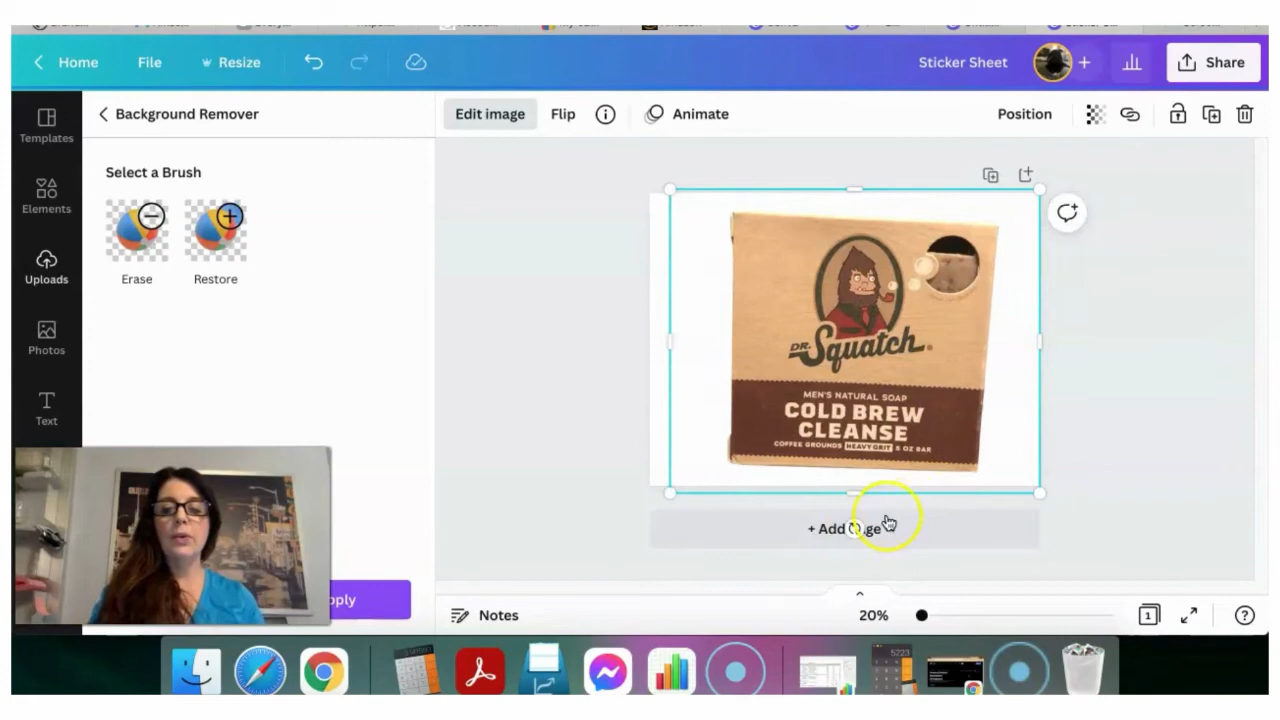 Home
File
Resize
Sticker Sheet
Share
Templates
Elements
Uploads
Photos
Text
Background Remover
Select a Brush
Erase
Restore
Edit image
Flip
Animate
Position
DR.
Squatch
MEN'S NATURAL SOAP
COLD BREW
CLEANSE
COFFEE GROUNDS HEAVY GRIT 5 OZ BAR
+ Add
Notes
20%
1
5223